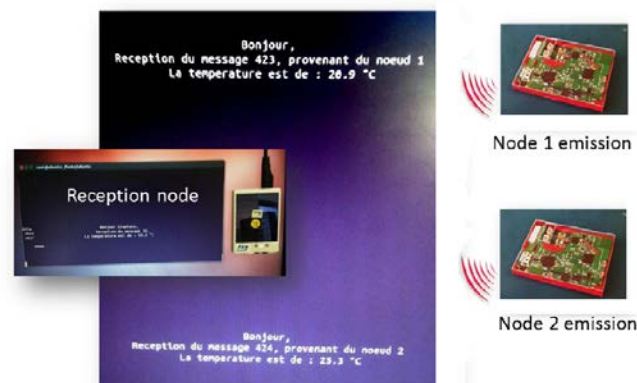 Bonjour,
Reception du message 423, provenant du noeud 1
La temperature est de : 20.9 °C
Reception node
Node 1 emission
Node 2 emission
Bonjour,
Reception du message 424, provenant du noeud 2
La temperature est de : 23.3 °C